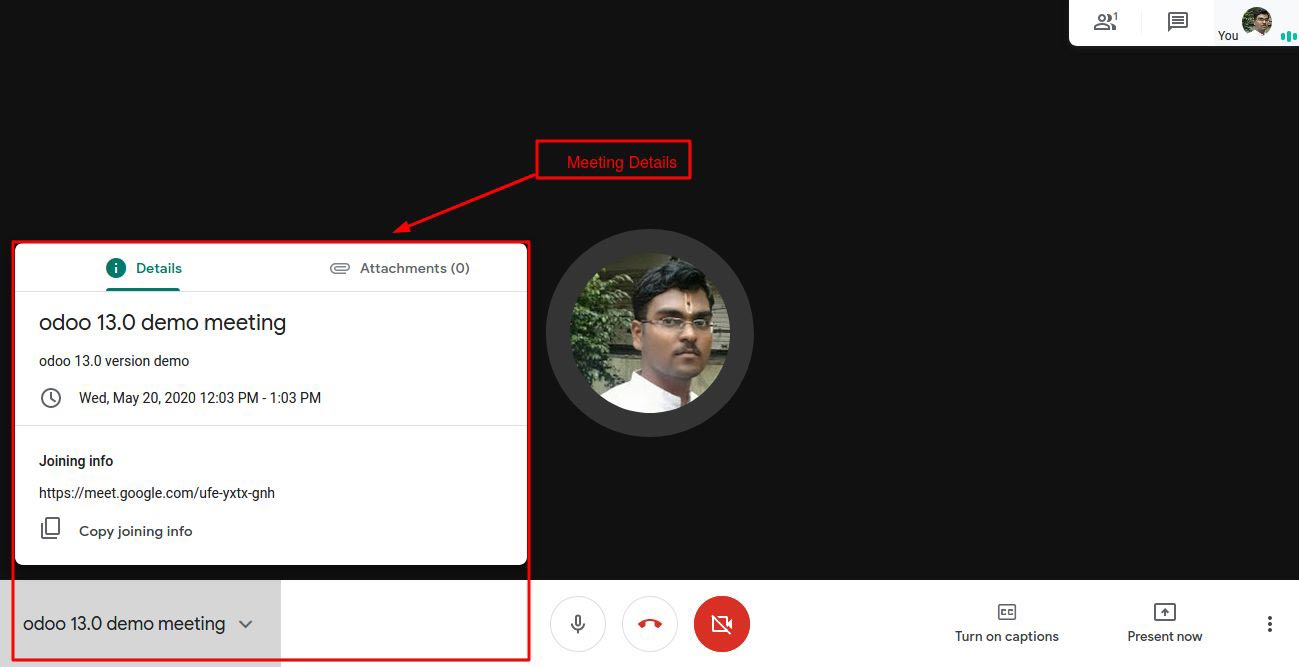 1
You
Meeting Details
Details
Attachments (0)
odoo 13.0 demo meeting
odoo 13.0 version demo
Wed, May 20, 2020 12:03 PM - 1:03 PM
Joining info
https://meet.google.com/ufe-yxtx-gnh
Copy joining info
odoo 13.0 demo meeting
CC
Turn on captions
Present now